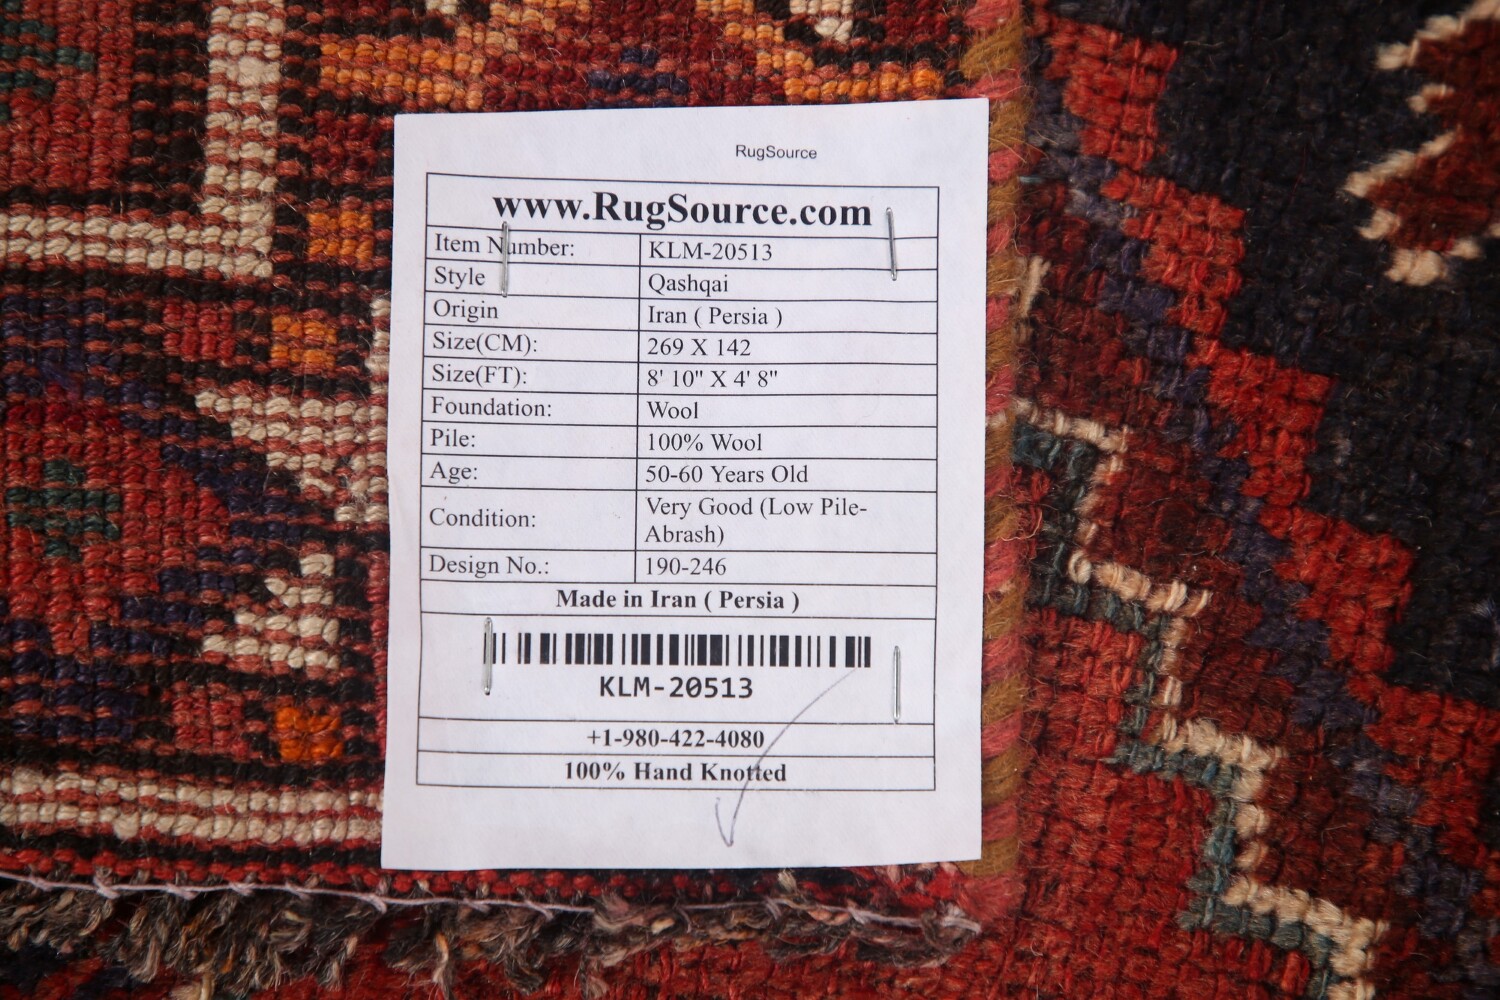 RugSource
www.RugSource.com
Item Number: KLM-20513
Style Qashqai
Origin Iran ( Persia )
Size(CM): 269 X 142
Size(FT): 8' 10" X 4' 8"
Foundation: Wool
Pile: 100% Wool
Age: 50-60 Years Old
Condition: Very Good (Low Pile-
Abrash)
Design No.: 190-246
Made in Iran ( Persia )
KLM-20513
+1-980-422-4080
100% Hand Knotted